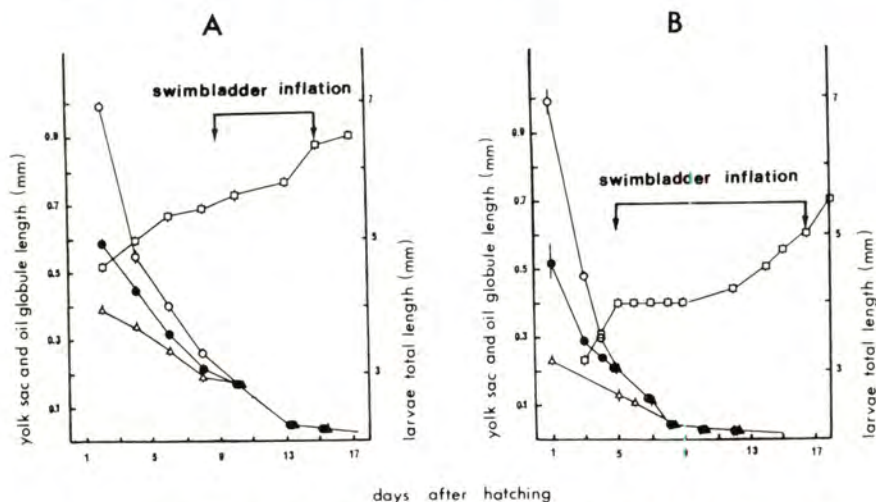 A
swimbladder inflation
yolk sac and oil globule length (mm)
0.9
0.7
0.5
0.3
0.1
7
5
3
larvae total length (mm)
1 5 9 13 17
B
swimbladder inflation
yolk sac and oil globule length (mm)
0.9
0.7
0.5
0.3
0.1
7
5
3
larvae total length (mm)
1 5 9 13 17
days after hatching